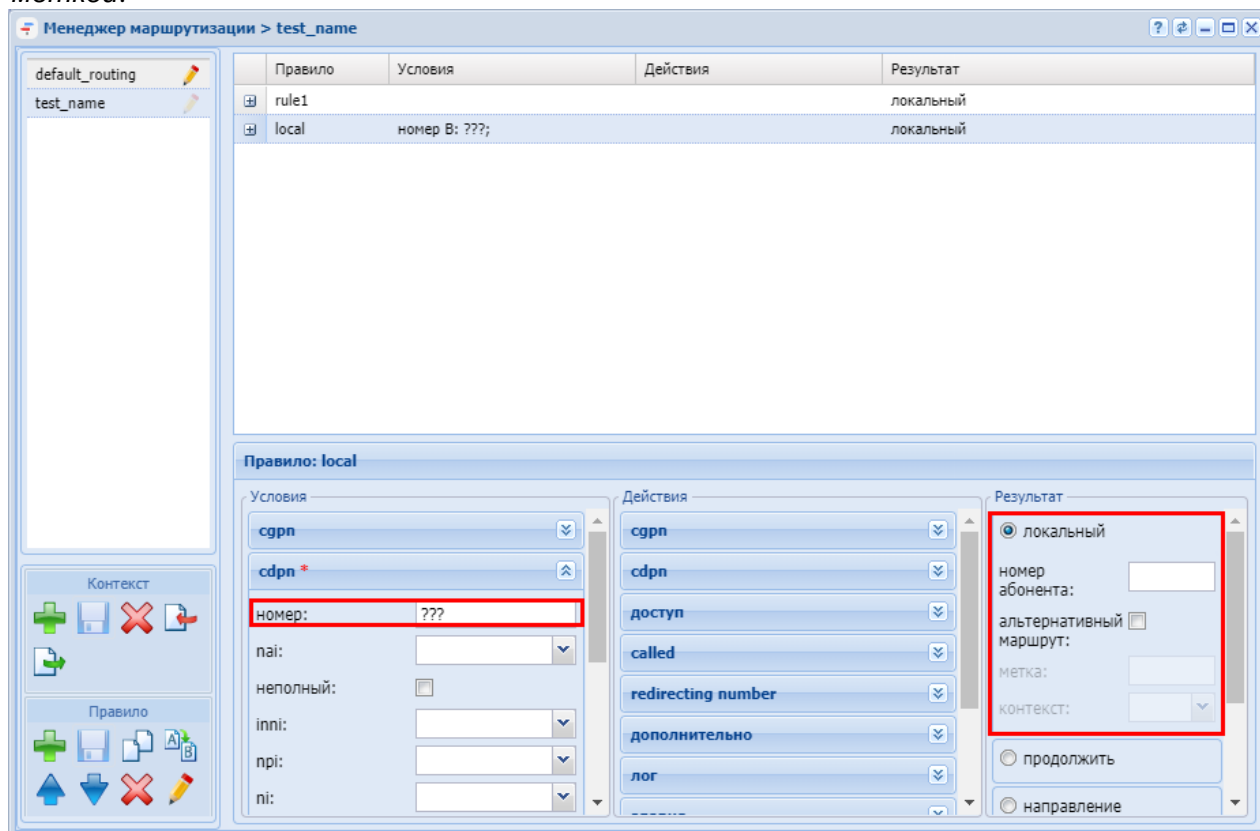 меткой.
Менеджер маршрутизации > test_name
default_routing
test_name
Правило Условия Действия Результат
rule1 локальный
local номер B: ???; локальный
Правило: local
Условия
cgpn
cdpn *
номер: ???
nai:
неполный:
inni:
npi:
ni:
Действия
cgpn
cdpn
доступ
called
redirecting number
дополнительно
лог
Результат
локальный
номер
абонента:
альтернативный
маршрут:
метка:
контекст:
продолжить
направление
Контекст
Правило